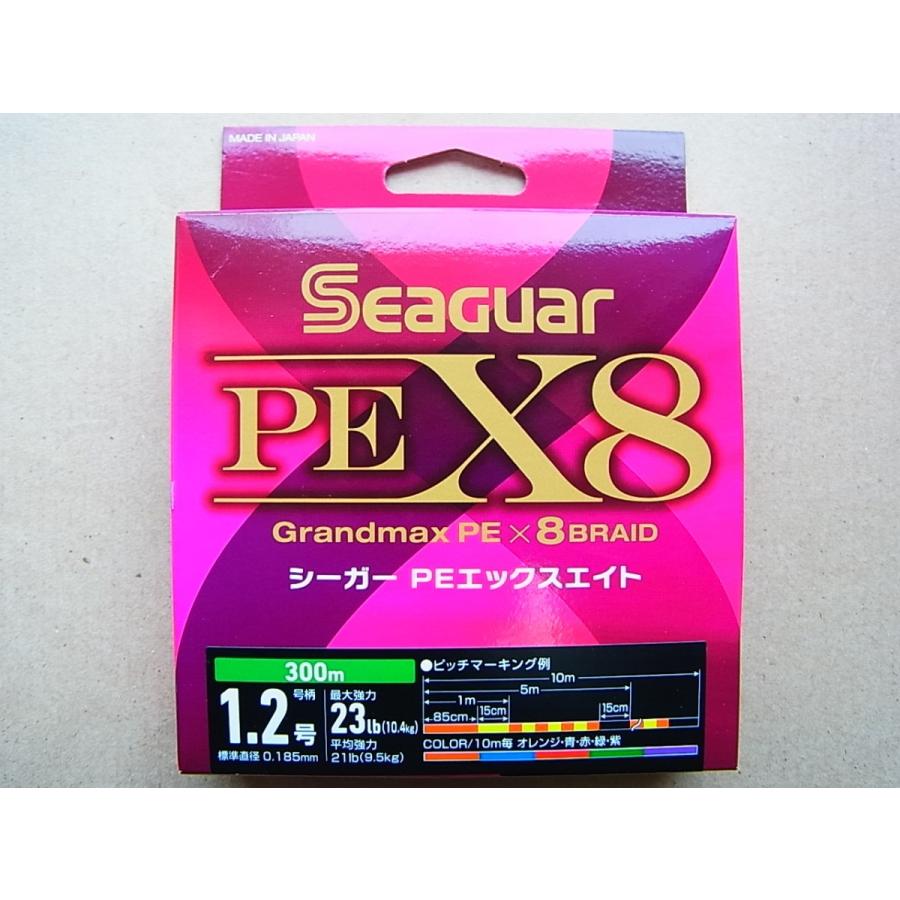 MADE IN JAPAN
SEAGUAR
PE X8
Grandmax PE × 8 BRAID
シーガー PEエックスエイト
300m
1.2号
号柄
標準直径 0.185mm
最大強力
23lb(10.4kg)
平均強力
21lb(9.5kg)
●ピッチマーキング例
10m
5m
1m
85cm 15cm 15cm
COLOR/10m毎 オレンジ・青・赤・緑・紫